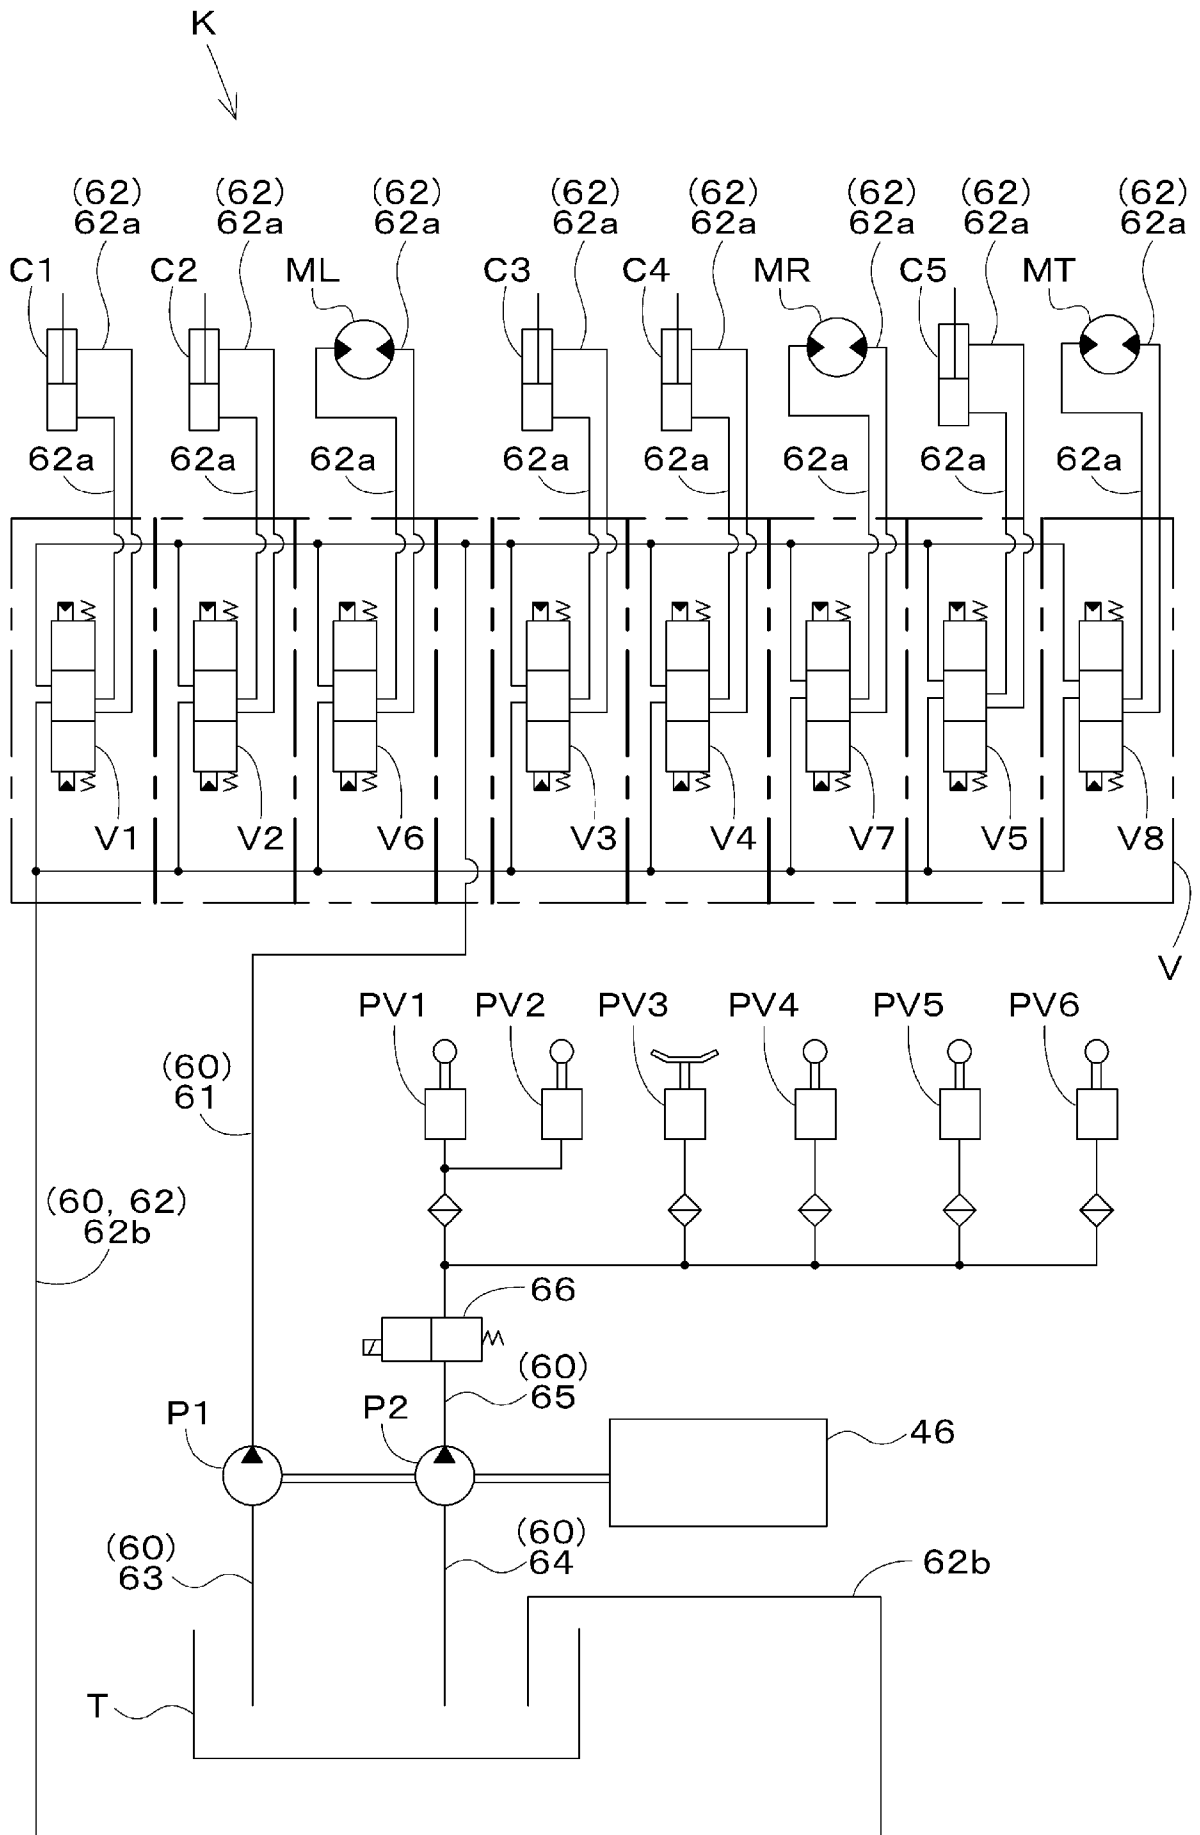 K
(62) (62) (62) (62) (62) (62) (62) (62)
62a 62a 62a 62a 62a 62a 62a 62a
C1 C2 ML C3 C4 MR C5 MT
62a 62a 62a 62a 62a 62a 62a 62a
V1 V2 V6 V3 V4 V7 V5 V8
V
PV1 PV2 PV3 PV4 PV5 PV6
(60)
61
(60, 62)
62b
66
(60)
65
P1 P2
46
(60)
63
(60)
64
62b
T